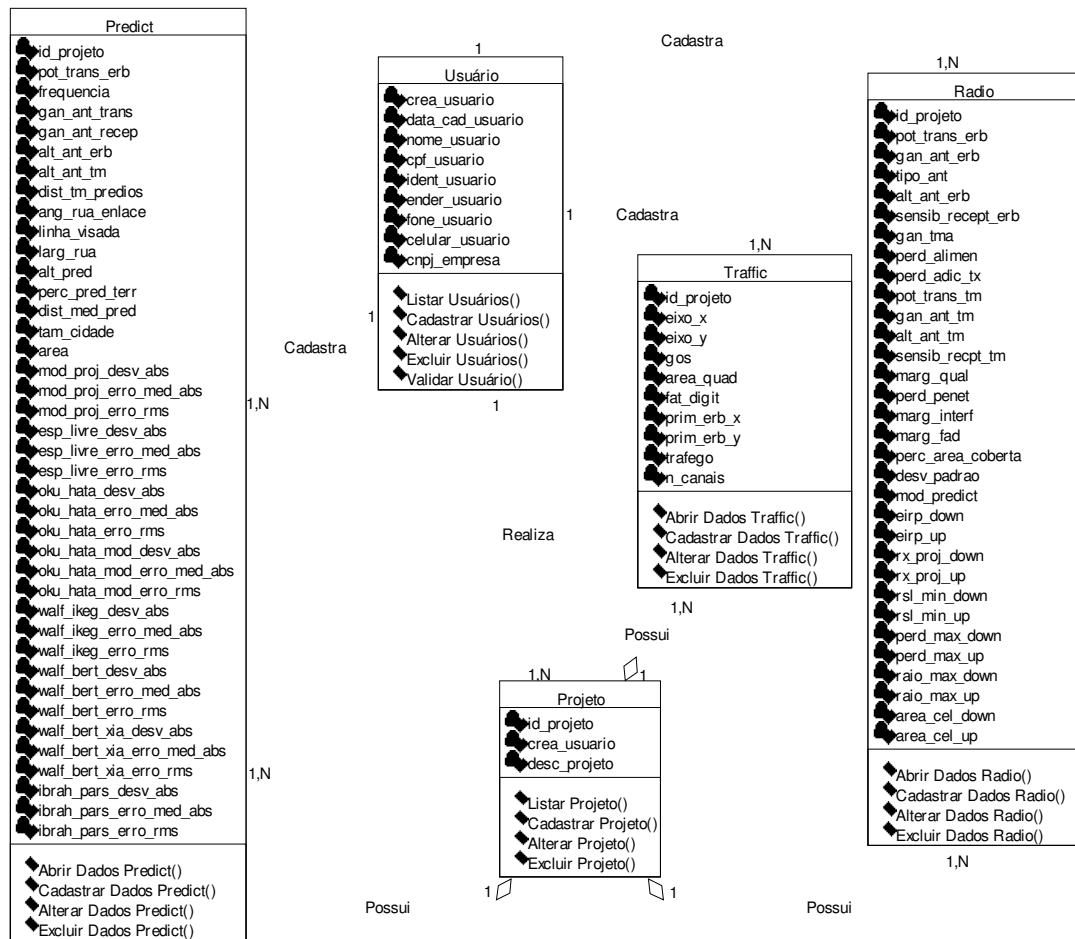 Predict
id_projeto
pot_trans_erb
frequencia
gan_ant_trans
gan_ant_recep
alt_ant_erb
alt_ant_tm
dist_tm_predios
ang_rua_enlace
linha_visada
larg_rua
alt_pred
perc_pred_terr
dist_med_pred
tam_cidade
area
mod_proj_desv_abs
mod_proj_erro_med_abs
mod_proj_erro_rms
esp_livre_desv_abs
esp_livre_erro_med_abs
esp_livre_erro_rms
oku_hata_desv_abs
oku_hata_erro_med_abs
oku_hata_erro_rms
oku_hata_mod_desv_abs
oku_hata_mod_erro_med_abs
oku_hata_mod_erro_rms
walf_ikeg_desv_abs
walf_ikeg_erro_med_abs
walf_ikeg_erro_rms
walf_bert_desv_abs
walf_bert_erro_med_abs
walf_bert_erro_rms
walf_bert_xia_desv_abs
walf_bert_xia_erro_med_abs
walf_bert_xia_erro_rms
ibrah_pars_desv_abs
ibrah_pars_erro_med_abs
ibrah_pars_erro_rms
Abrir Dados Predict()
Cadastrar Dados Predict()
Alterar Dados Predict()
Excluir Dados Predict()
1,N
1,N
1
Usuário
crea_usuario
data_cad_usuario
nome_usuario
cpf_usuario
ident_usuario
ender_usuario
fone_usuario
celular_usuario
cnpj_empresa
Listar Usuários()
Cadastrar Usuários()
Alterar Usuários()
Excluir Usuários()
Validar Usuário()
1
1
1
Cadastra
Cadastra
Cadastra
Realiza
1,N
Traffic
id_projeto
eixo_x
eixo_y
gos
area_quad
fat_digit
prim_erb_x
prim_erb_y
trafego
n_canais
Abrir Dados Traffic()
Cadastrar Dados Traffic()
Alterar Dados Traffic()
Excluir Dados Traffic()
1,N
Possui
1,N
1
Projeto
id_projeto
crea_usuario
desc_projeto
Listar Projeto()
Cadastrar Projeto()
Alterar Projeto()
Excluir Projeto()
1
1
Possui
Possui
1,N
Radio
id_projeto
pot_trans_erb
gan_ant_erb
tipo_ant
alt_ant_erb
sensib_recept_erb
gan_tma
perd_alimen
perd_adic_tx
pot_trans_tm
gan_ant_tm
alt_ant_tm
sensib_recpt_tm
marg_qual
perd_penet
marg_interf
marg_fad
perc_area_coberta
desv_padrao
mod_predict
eirp_down
eirp_up
rx_proj_down
rx_proj_up
rsl_min_down
rsl_min_up
perd_max_down
perd_max_up
raio_max_down
raio_max_up
area_cel_down
area_cel_up
Abrir Dados Radio()
Cadastrar Dados Radio()
Alterar Dados Radio()
Excluir Dados Radio()
1,N